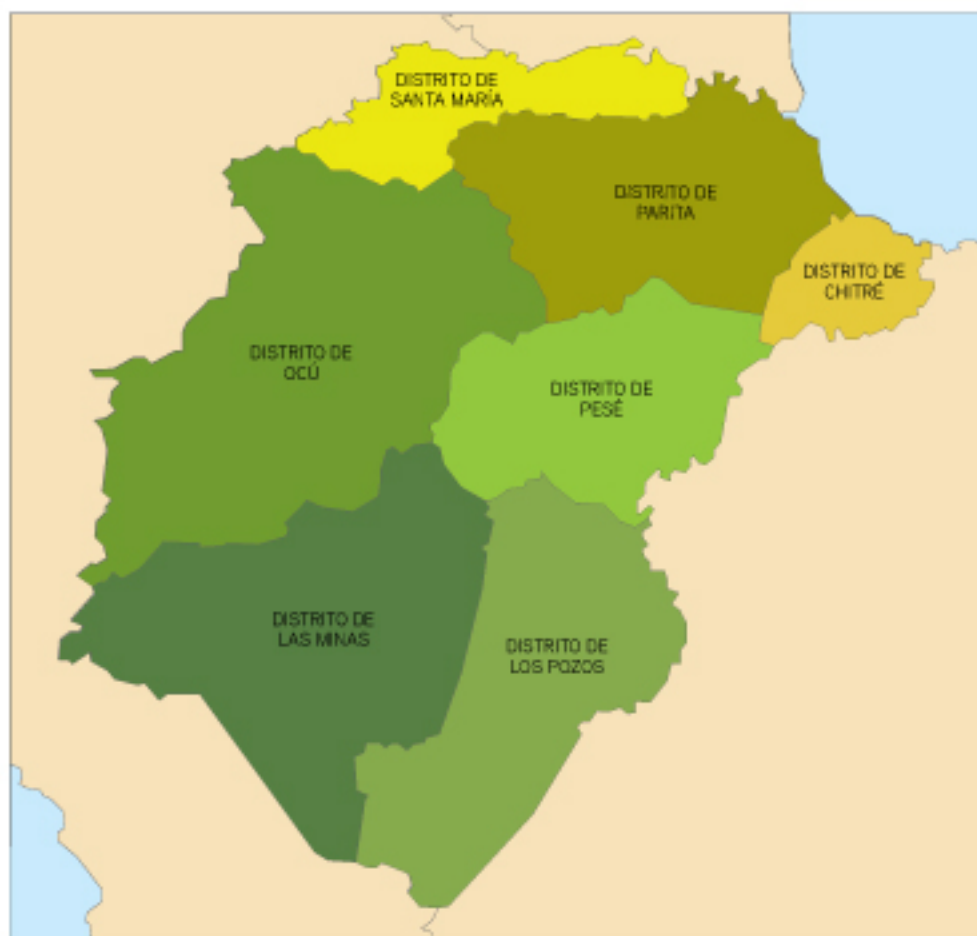 DISTRITO DE
SANTA MARÍA
DISTRITO DE
PARITA
DISTRITO DE
CHITRÉ
DISTRITO DE
OCÚ
DISTRITO DE
PESÉ
DISTRITO DE
LAS MINAS
DISTRITO DE
LOS POZOS